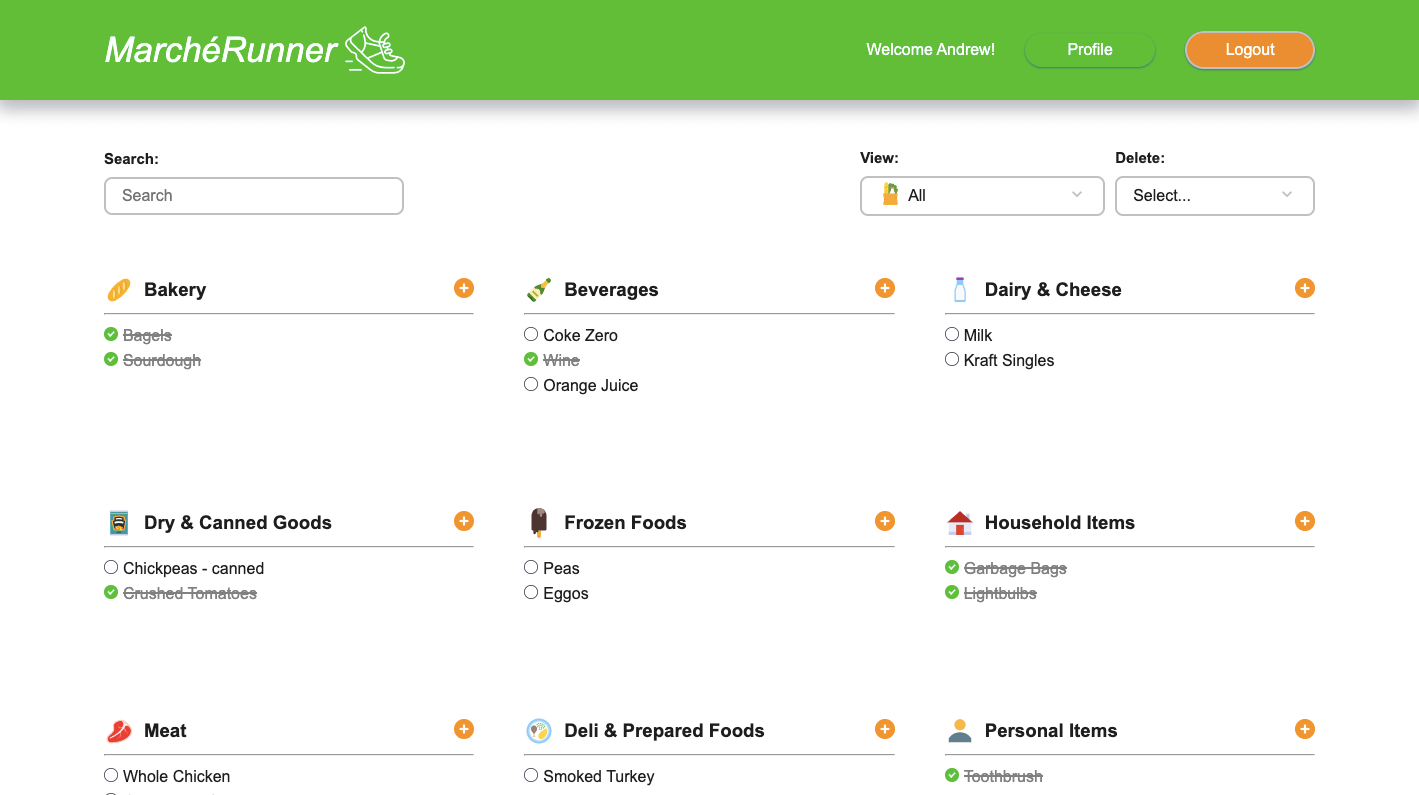 MarchéRunner
Welcome Andrew!
Profile
Logout
Search:
View:
Delete:
Search
All
Select...
Bakery
Bagels
Sourdough
Beverages
Coke Zero
Wine
Orange Juice
Dairy & Cheese
Milk
Kraft Singles
Dry & Canned Goods
Chickpeas - canned
Crushed Tomatoes
Frozen Foods
Peas
Eggos
Household Items
Garbage Bags
Lightbulbs
Meat
Whole Chicken
Deli & Prepared Foods
Smoked Turkey
Personal Items
Toothbrush